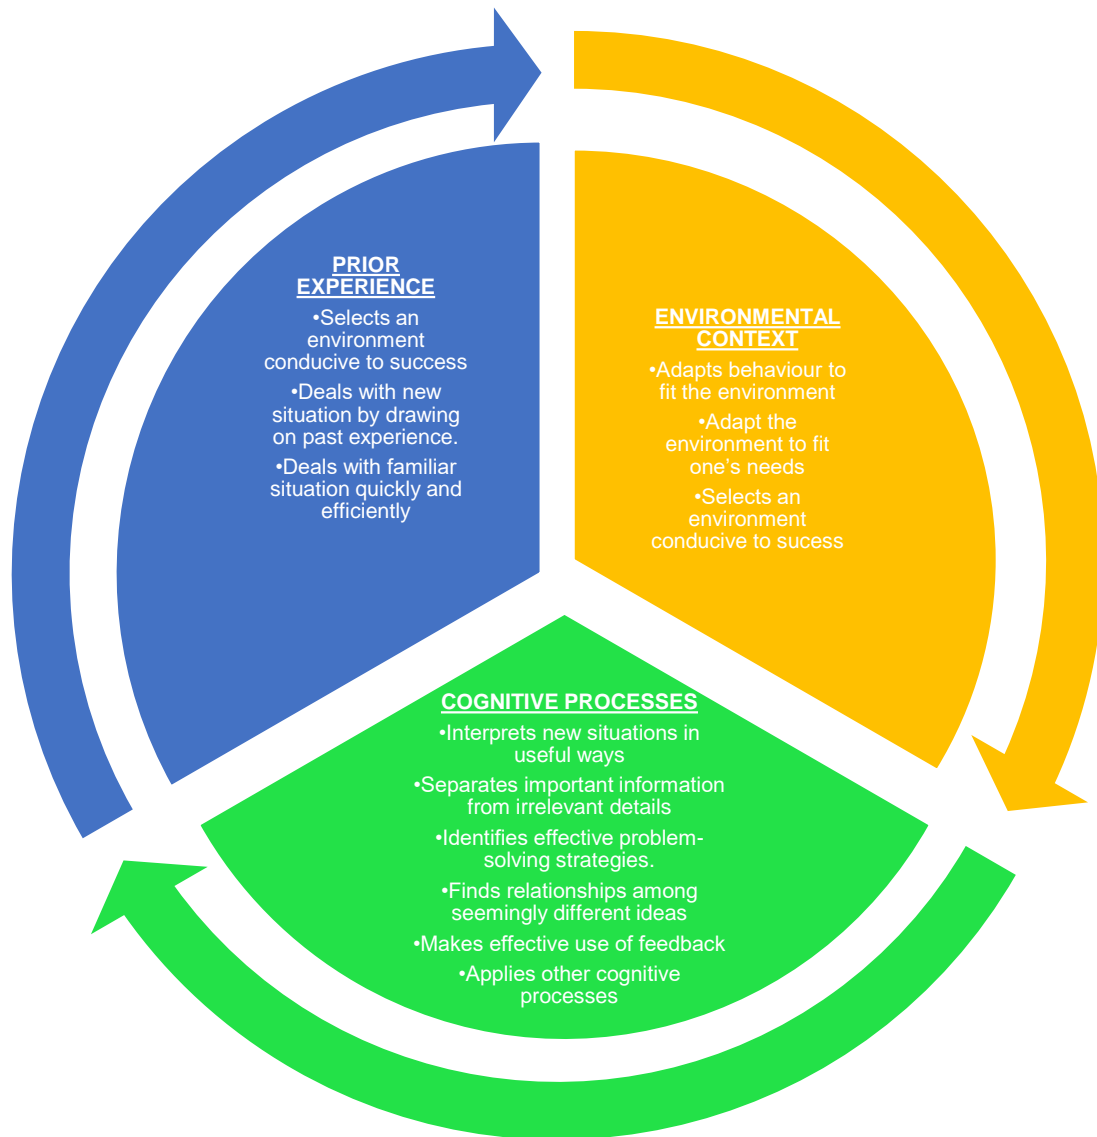 PRIOR
EXPERIENCE
•Selects an
environment
conducive to success
•Deals with new
situation by drawing
on past experience.
•Deals with familiar
situation quickly and
efficiently
ENVIRONMENTAL
CONTEXT
•Adapts behaviour to
fit the environment
•Adapt the
environment to fit
one’s needs
•Selects an
environment
conducive to sucess
COGNITIVE PROCESSES
•Interprets new situations in
useful ways
•Separates important information
from irrelevant details
•Identifies effective problem-
solving strategies.
•Finds relationships among
seemingly different ideas
•Makes effective use of feedback
•Applies other cognitive
processes